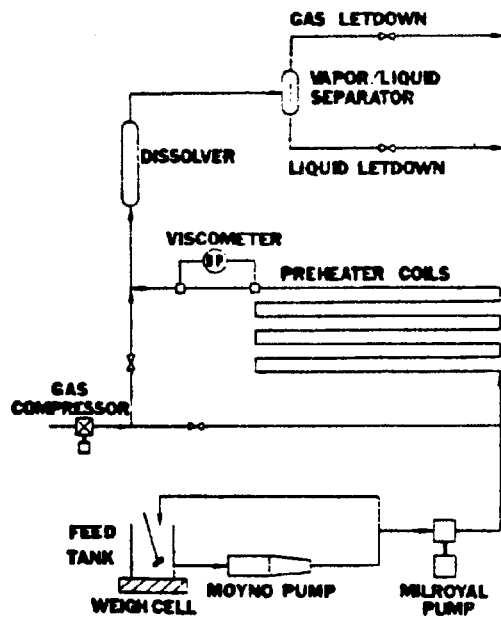 GAS LETDOWN
VAPOR/LIQUID
SEPARATOR
DISSOLVER
LIQUID LETDOWN
VISCOMETER
DP
PREHEATER COILS
GAS
COMPRESSOR
FEED
TANK
WEIGH CELL
MOYNO PUMP
MILROYAL
PUMP